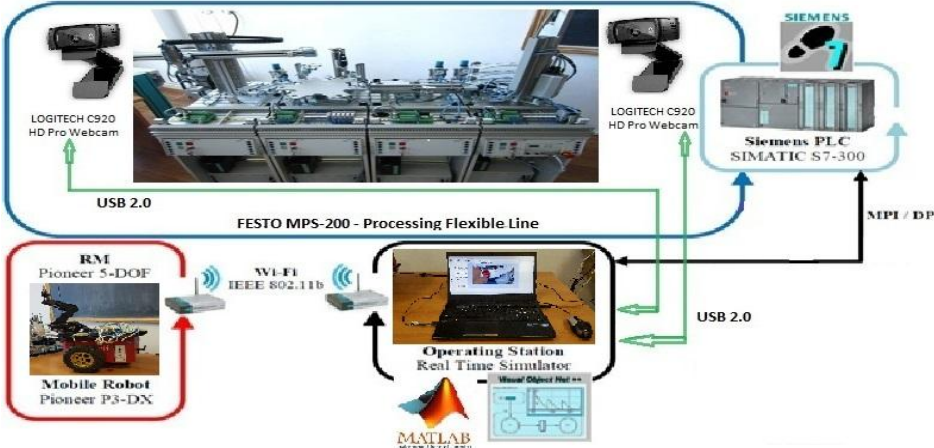 SIEMENS
7
LOGITECH C920
HD Pro Webcam
LOGITECH C920
HD Pro Webcam
Siemens PLC
SIMATIC S7-300
USB 2.0
FESTO MPS-200 - Processing Flexible Line
MPI / DP
RM
Pioneer 5-DOF
Wi-Fi
IEEE 802.11b
USB 2.0
Mobile Robot
Pioneer P3-DX
Operating Station
Real Time Simulator
Visual Object Net ++
MATLAB